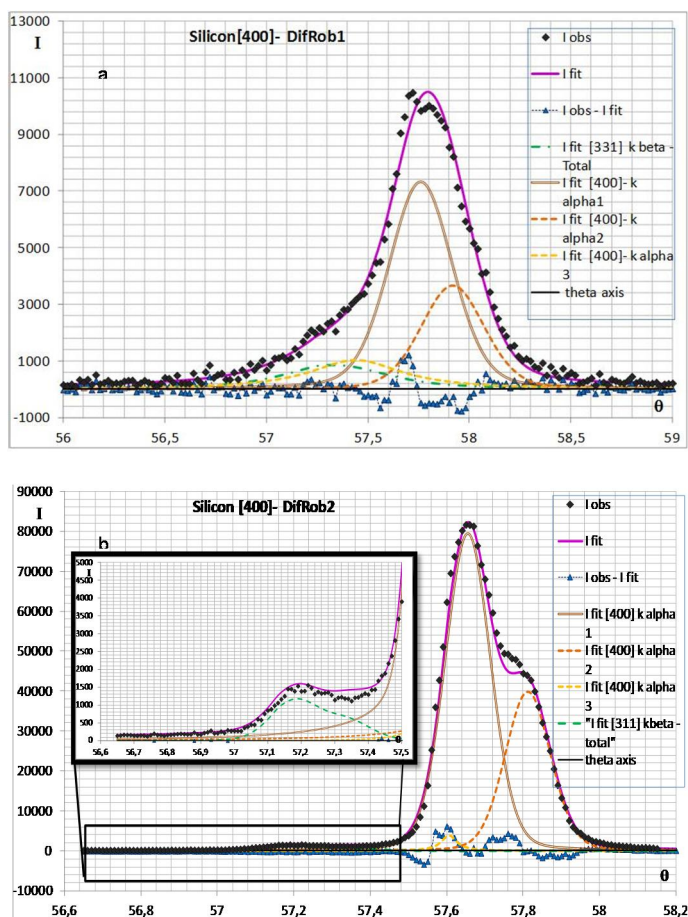 13000
I
Silicon[400]- DifRob1
a
11000
9000
7000
5000
3000
1000
-1000
56
56,5
57
57,5
58
58,5
59
θ
I obs
I fit
I obs - I fit
I fit [331] k beta -
Total
I fit [400]- k
alpha1
I fit [400]- k
alpha2
I fit [400]- k alpha
3
theta axis
90000
I
Silicon [400]- DifRob2
b
80000
70000
60000
50000
40000
30000
20000
10000
0
-10000
56,6
56,8
57
57,2
57,4
57,6
57,8
58
58,2
θ
5000
I
4500
4000
3500
3000
2500
2000
1500
1000
500
0
56,6
56,7
56,8
56,9
57,0
57,1
57,2
57,3
57,4
57,5
θ
I obs
I fit
I obs - I fit
I fit [400] k alpha
1
I fit [400] k alpha
2
I fit [400] k alpha
3
"I fit [311] kbeta -
total"
theta axis